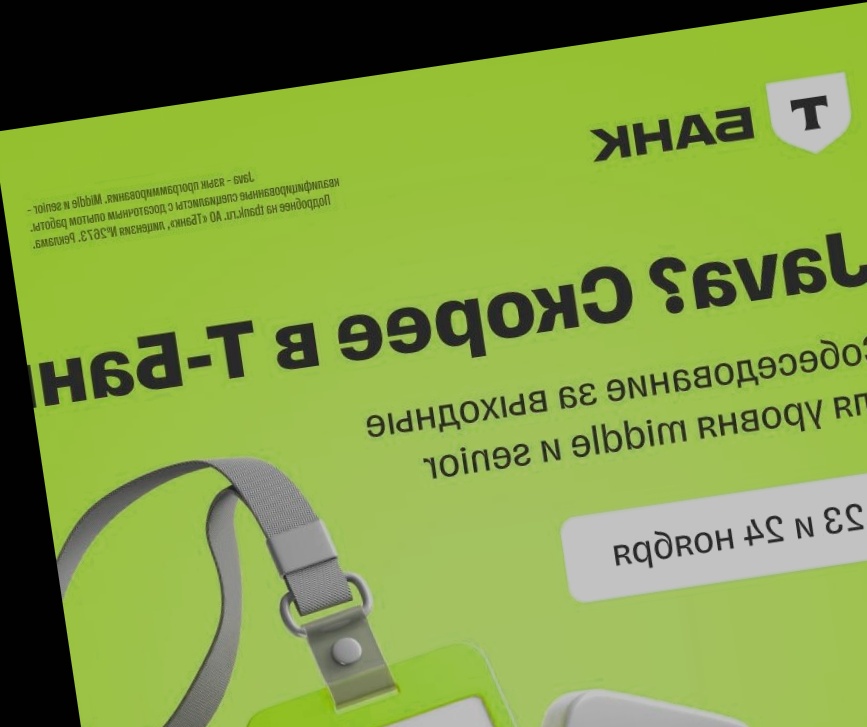 Т БАНК
Java – язык программирования. Middle и senior –
квалифицированные специалисты с достаточным опытом работы.
Подробнее на tbank.ru. АО «ТБанк», лицензия №2673. Реклама.
Java? Скорее в Т-Бан
Собеседование за выходные
ля уровня middle и senior
23 и 24 ноября